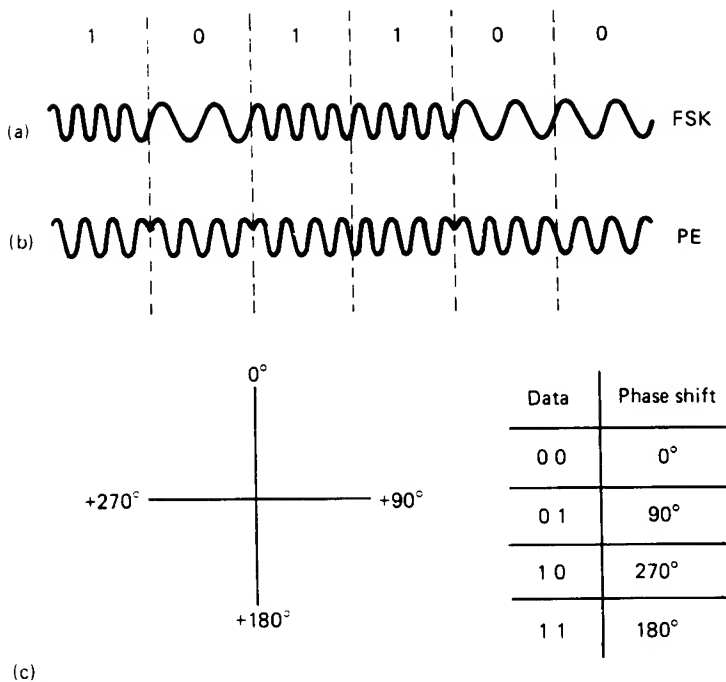 1 0 1 1 0 0
(a) FSK
(b) PE
0°
+270° +90°
+180°
Data Phase shift
0 0 0°
0 1 90°
1 0 270°
1 1 180°
(c)